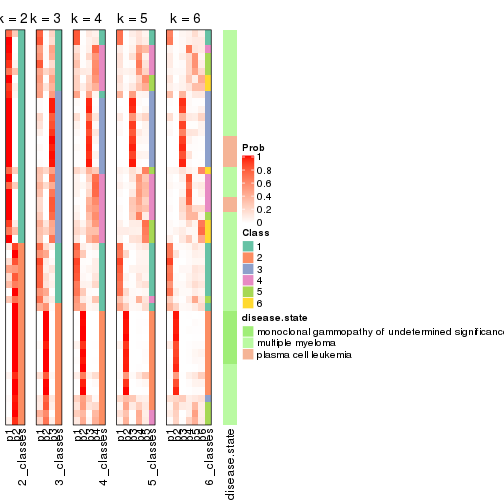 k = 2 k = 3 k = 4 k = 5 k = 6
Prob
1
0.8
0.6
0.4
0.2
0
Class
1
2
3
4
5
6
disease.state
monoclonal gammopathy of undetermined significance
multiple myeloma
plasma cell leukemia
p1
p2
2_classes
p1
p2
p3
3_classes
p1
p2
p3
p4
4_classes
p1
p2
p3
p4
p5
5_classes
p1
p2
p3
p4
p5
p6
6_classes
disease.state